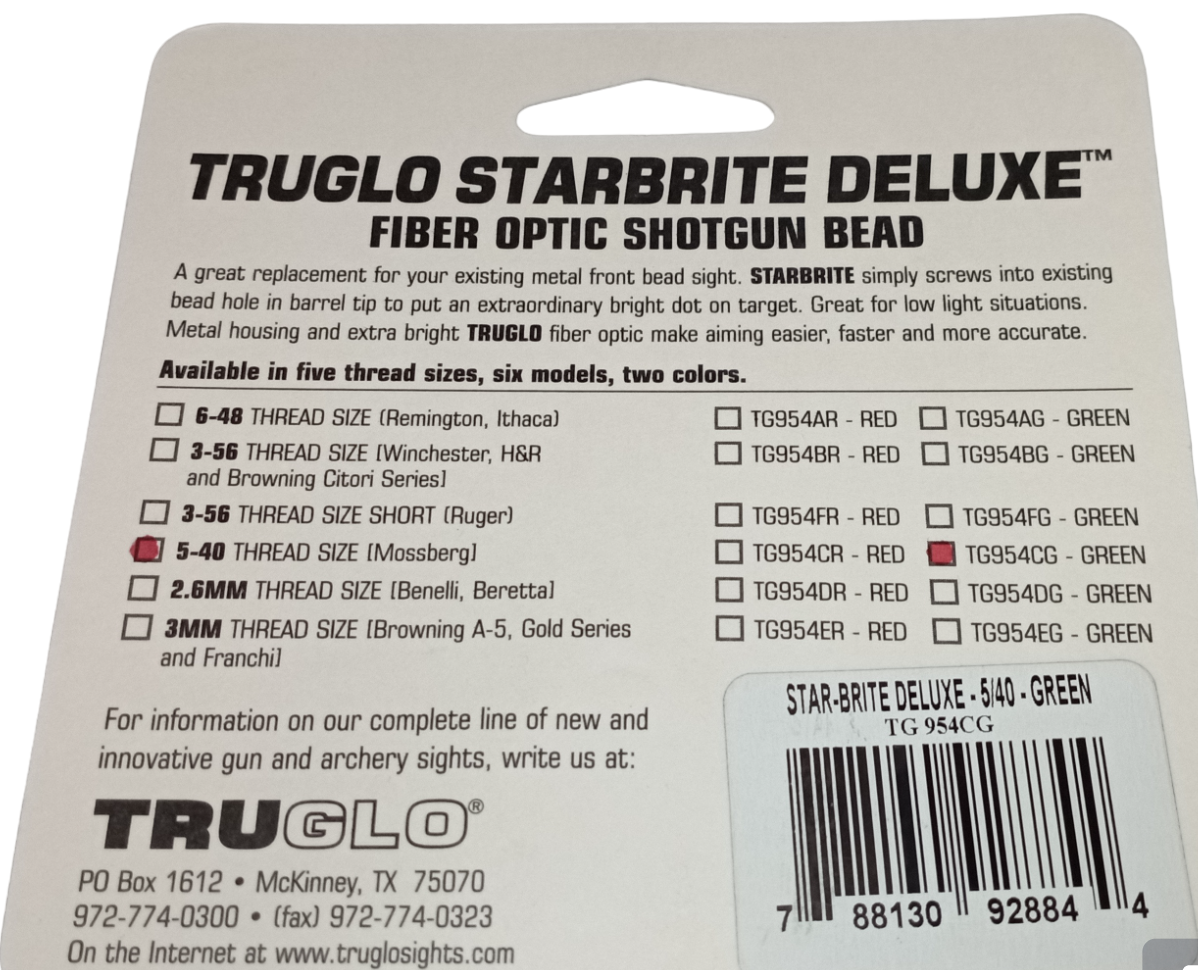 TRUGLO STARBRITE DELUXE™
FIBER OPTIC SHOTGUN BEAD
A great replacement for your existing metal front bead sight. STARBRITE simply screws into existing
bead hole in barrel tip to put an extraordinary bright dot on target. Great for low light situations.
Metal housing and extra bright TRUGLO fiber optic make aiming easier, faster and more accurate.
Available in five thread sizes, six models, two colors.
6-48 THREAD SIZE (Remington, Ithaca) TG954AR - RED TG954AG - GREEN
3-56 THREAD SIZE [Winchester, H&R TG954BR - RED TG954BG - GREEN
and Browning Citori Series]
3-56 THREAD SIZE SHORT (Ruger) TG954FR - RED TG954FG - GREEN
5-40 THREAD SIZE [Mossberg] TG954CR - RED TG954CG - GREEN
2.6MM THREAD SIZE [Benelli, Beretta] TG954DR - RED TG954DG - GREEN
3MM THREAD SIZE [Browning A-5, Gold Series TG954ER - RED TG954EG - GREEN
and Franchi]
For information on our complete line of new and
innovative gun and archery sights, write us at:
TRUGLO®
PO Box 1612 • McKinney, TX 75070
972-774-0300 • (fax) 972-774-0323
On the Internet at www.truglosights.com
STAR-BRITE DELUXE - 5/40 - GREEN
TG 954CG
7 88130 92884 4